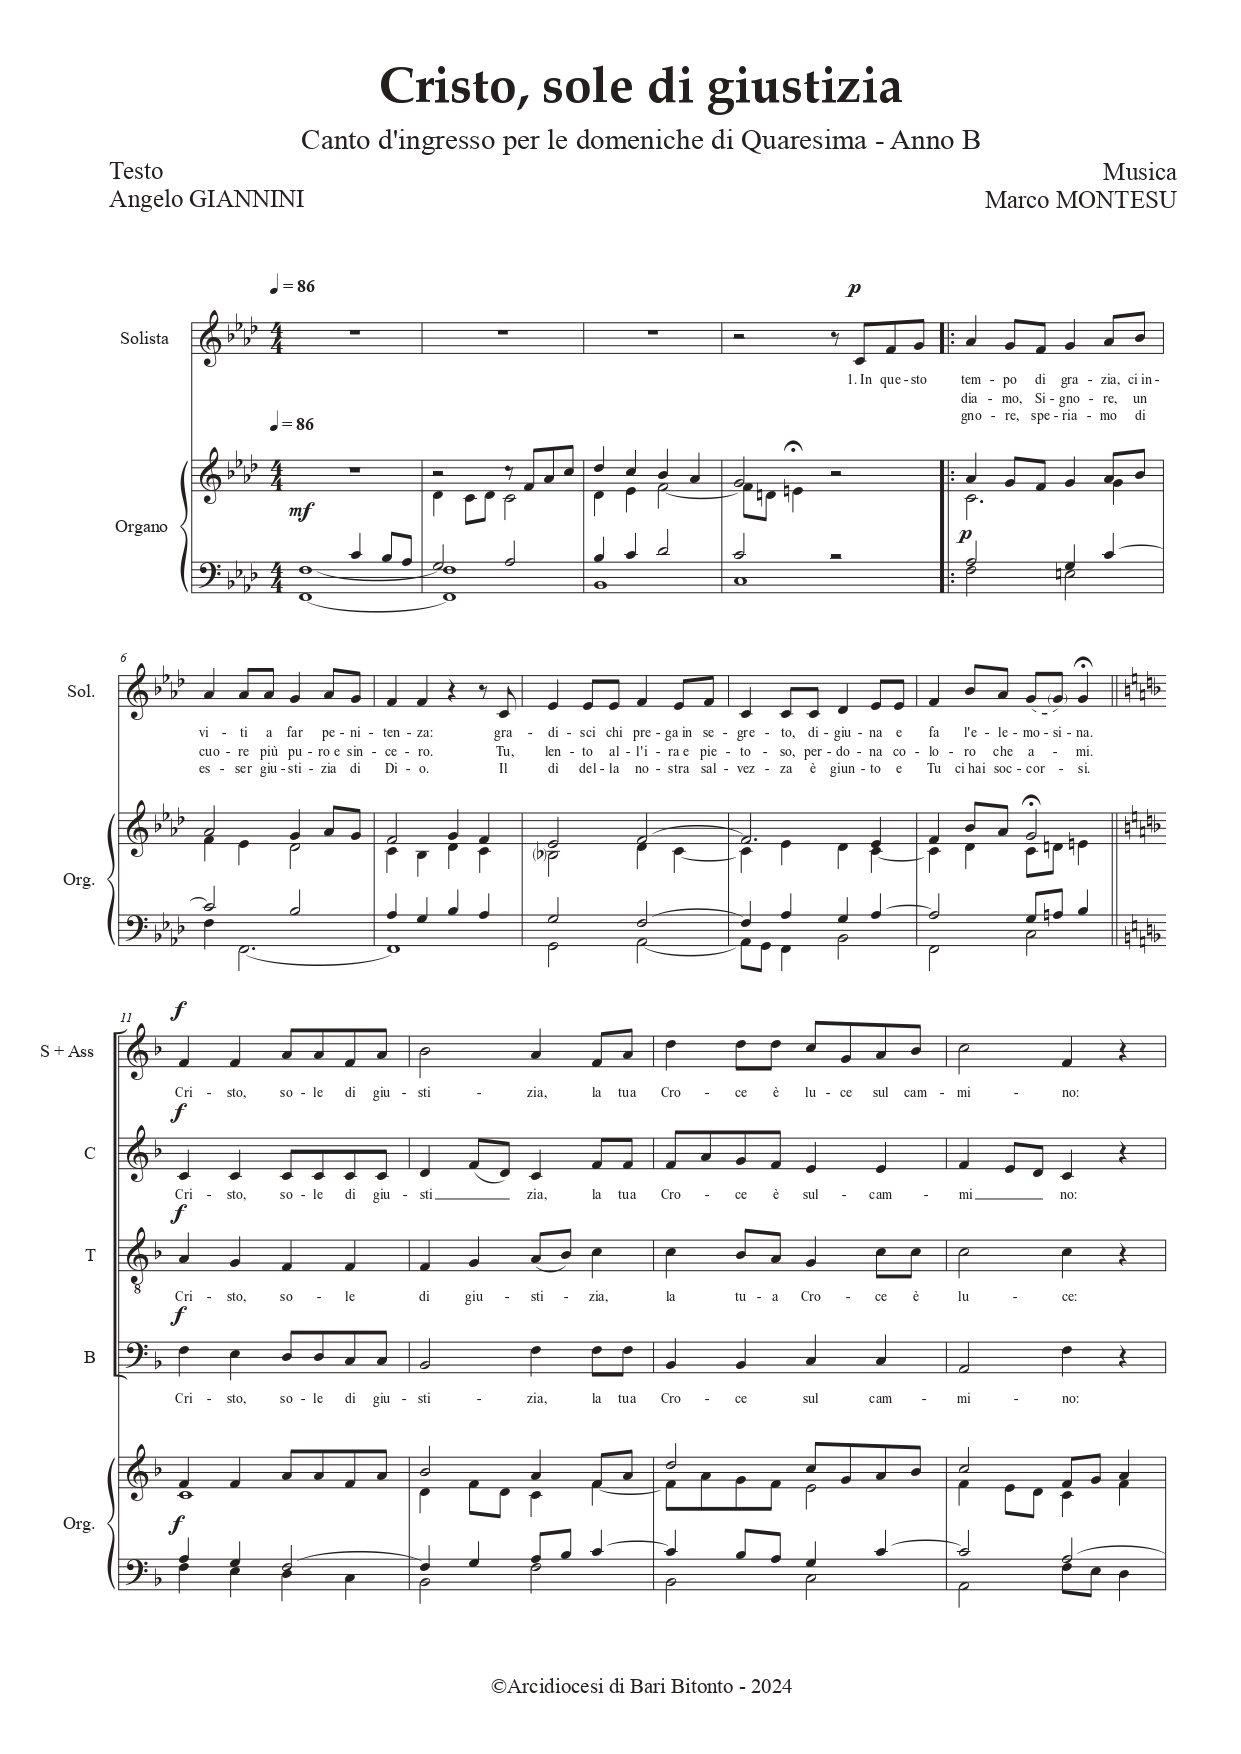 Cristo, sole di giustizia
Canto d'ingresso per le domeniche di Quaresima - Anno B
Testo
Musica
Angelo GIANNINI
Marco MONTESU
= 86
p
Solista
1. In que - sto tem - po di gra - zia, ci in -
dia - mo, Si - gno - re, un
gno - re, spe - ria - mo di
= 86
mf
p
Organo
6
Sol.
vi - ti a far pe - ni - ten - za: gra - di - sci chi pre - ga in se - gre - to, di - giu - na e fa l'e - le - mo - si - na.
cuo - re più pu - ro e sin - ce - ro. Tu, len - to al - l'i - ra e pie - to - so, per - do - na co - lo - ro che a - mi.
es - ser giu - sti - zia di Di - o. Il dì del - la no - stra sal - vez - za è giun - to e Tu ci hai soc - cor - si.
Org.
11
f
S + Ass
Cri - sto, so - le di giu - sti - zia, la tua Cro - ce è lu - ce sul cam - mi - no:
f
C
Cri - sto, so - le di giu - sti zia, la tua Cro - ce è sul - cam - mi no:
f
T
8
Cri - sto, so - le di giu - sti - zia, la tu - a Cro - ce è lu - ce:
f
B
Cri - sto, so - le di giu - sti - zia, la tua Cro - ce sul cam - mi - no:
f
Org.
©Arcidiocesi di Bari Bitonto - 2024